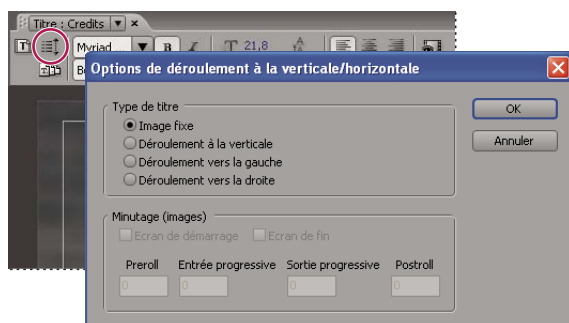 Titre : Credits
T Myriad... B I T 21,8
Options de déroulement à la verticale/horizontale
Type de titre
Image fixe
Déroulement à la verticale
Déroulement vers la gauche
Déroulement vers la droite
OK
Annuler
Minutage (images)
Ecran de démarrage Ecran de fin
Preroll Entrée progressive Sortie progressive Postroll
0 0 0 0